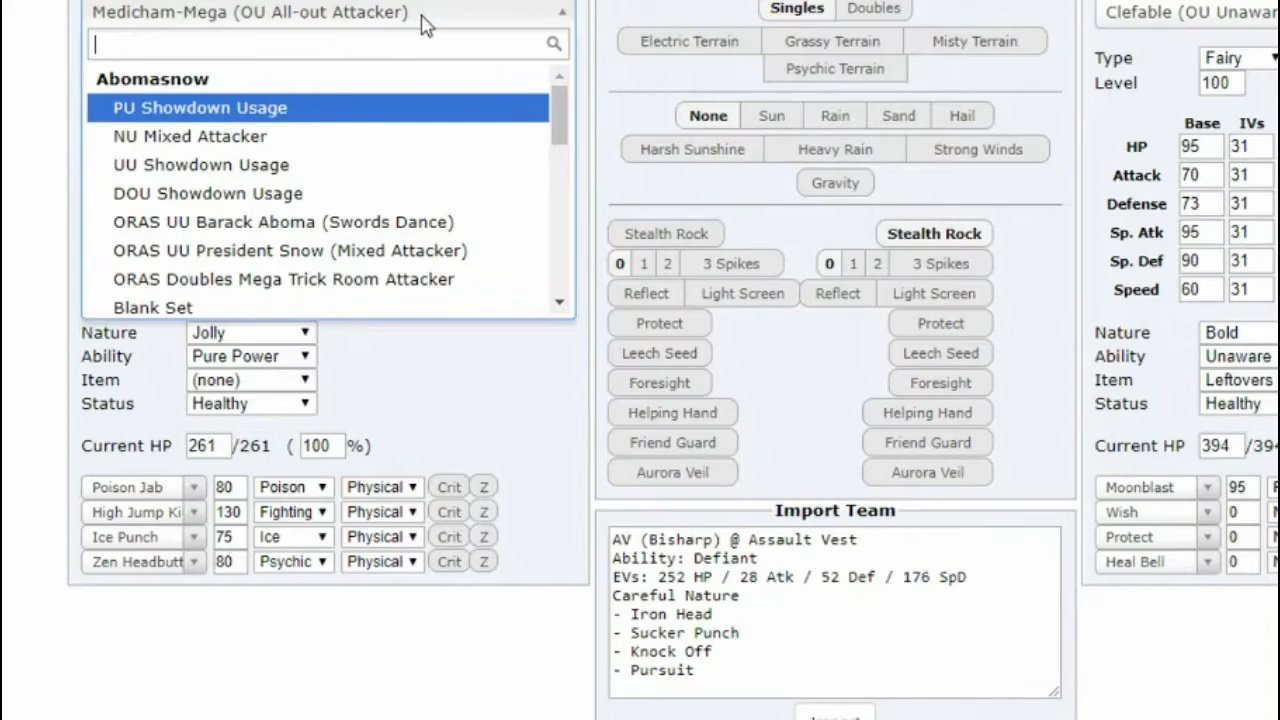 Medicham-Mega (OU All-out Attacker)
Abomasnow
PU Showdown Usage
NU Mixed Attacker
UU Showdown Usage
DOU Showdown Usage
ORAS UU Barack Aboma (Swords Dance)
ORAS UU President Snow (Mixed Attacker)
ORAS Doubles Mega Trick Room Attacker
Blank Set
Nature Jolly
Ability Pure Power
Item (none)
Status Healthy
Current HP 261 /261 ( 100 %)
Poison Jab 80 Poison Physical Crit Z
High Jump Ki 130 Fighting Physical Crit Z
Ice Punch 75 Ice Physical Crit Z
Zen Headbutt 80 Psychic Physical Crit Z
Singles Doubles
Electric Terrain Grassy Terrain Misty Terrain
Psychic Terrain
None Sun Rain Sand Hail
Harsh Sunshine Heavy Rain Strong Winds
Gravity
Stealth Rock Stealth Rock
0 1 2 3 Spikes 0 1 2 3 Spikes
Reflect Light Screen Reflect Light Screen
Protect Protect
Leech Seed Leech Seed
Foresight Foresight
Helping Hand Helping Hand
Friend Guard Friend Guard
Aurora Veil Aurora Veil
Import Team
AV (Bisharp) @ Assault Vest
Ability: Defiant
EVs: 252 HP / 28 Atk / 52 Def / 176 SpD
Careful Nature
- Iron Head
- Sucker Punch
- Knock Off
- Pursuit
Clefable (OU Unawar
Type Fairy
Level 100
Base IVs
HP 95 31
Attack 70 31
Defense 73 31
Sp. Atk 95 31
Sp. Def 90 31
Speed 60 31
Nature Bold
Ability Unaware
Item Leftovers
Status Healthy
Current HP 394 /394
Moonblast 95
Wish 0
Protect 0
Heal Bell 0